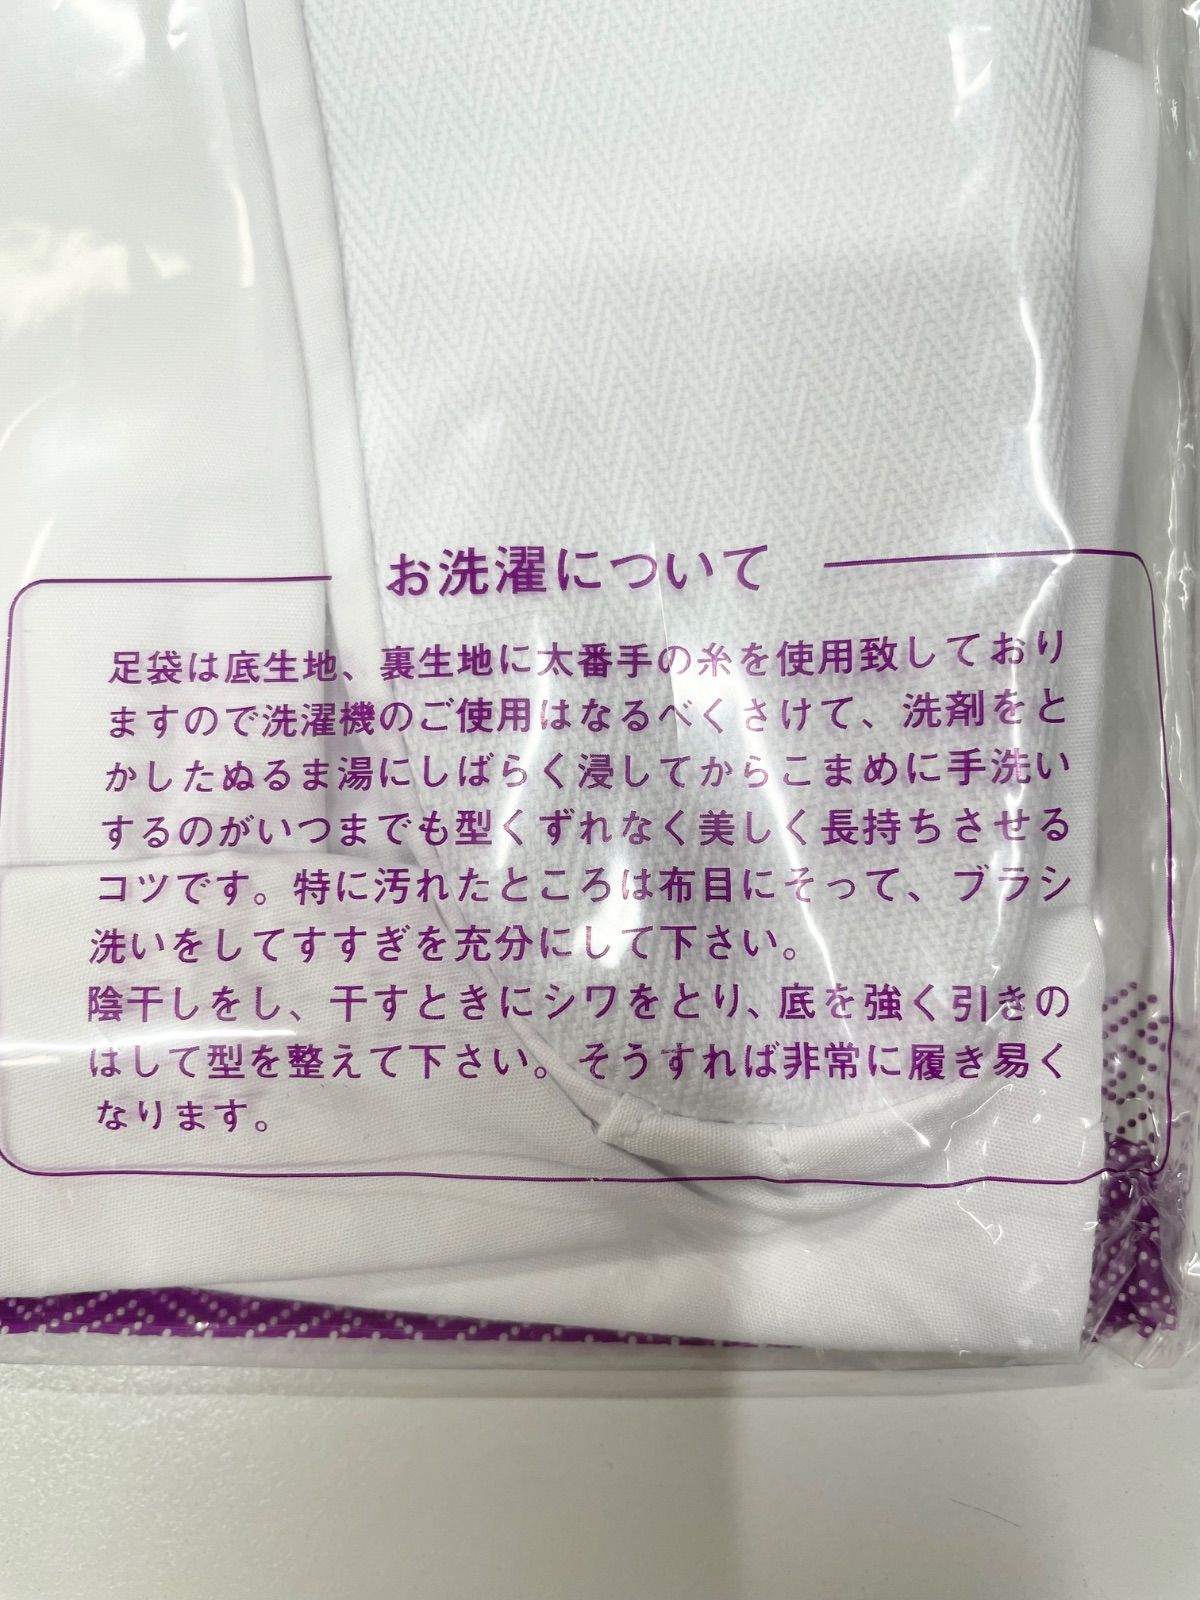 お洗濯について
足袋は底生地、裏生地に太番手の糸を使用致しており
ますので洗濯機のご使用はなるべくさけて、洗剤をと
かしたぬるま湯にしばらく浸してからこまめに手洗い
するのがいつまでも型くずれなく美しく長持ちさせる
コツです。特に汚れたところは布目にそって、ブラシ
洗いをしてすすぎを充分にして下さい。
陰干しをし、干すときにシワをとり、底を強く引きの
ばして型を整えて下さい。そうすれば非常に履き易く
なります。